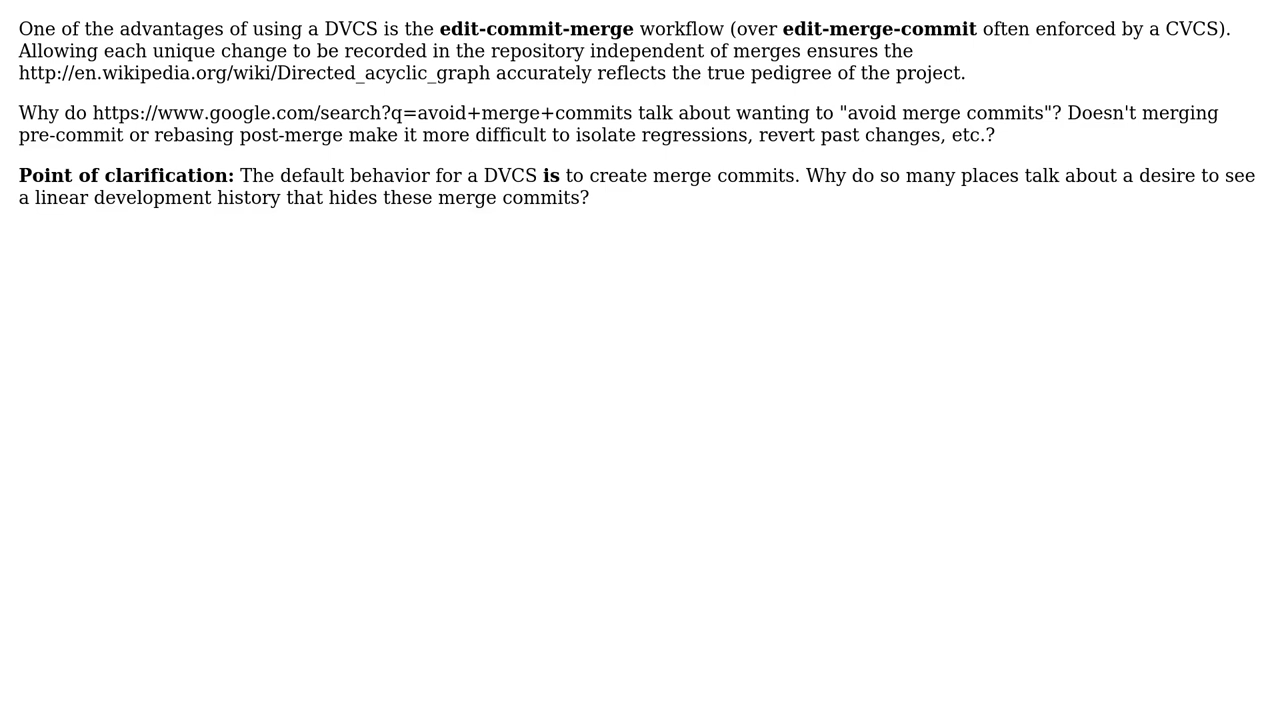 One of the advantages of using a DVCS is the edit-commit-merge workflow (over edit-merge-commit often enforced by a CVCS).
Allowing each unique change to be recorded in the repository independent of merges ensures the
http://en.wikipedia.org/wiki/Directed_acyclic_graph accurately reflects the true pedigree of the project.
Why do https://www.google.com/search?q=avoid+merge+commits talk about wanting to "avoid merge commits"? Doesn't merging
pre-commit or rebasing post-merge make it more difficult to isolate regressions, revert past changes, etc.?
Point of clarification: The default behavior for a DVCS is to create merge commits. Why do so many places talk about a desire to see
a linear development history that hides these merge commits?